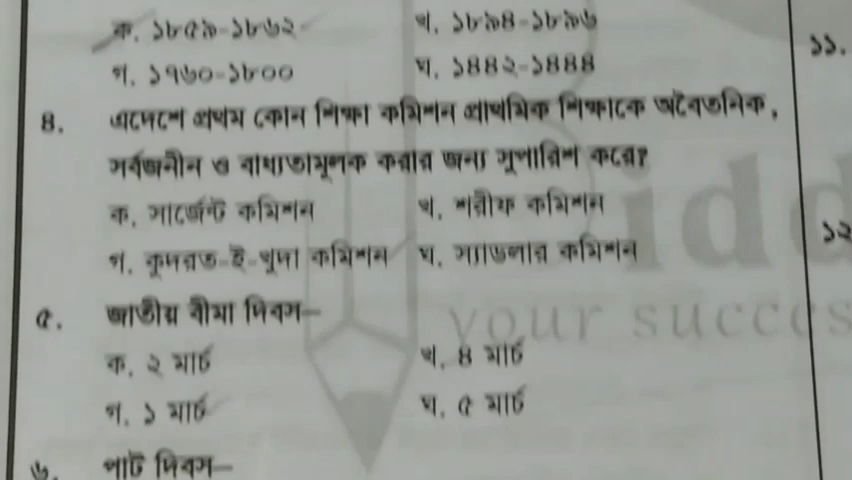 ক. ১৮৫৯-১৮৬২
খ. ১৮৯৪-১৮৯৬
গ. ১৭৬০-১৮০০
ঘ. ১৪৪২-১৪৪৪
১১.
৪. এদেশে প্রথম কোন শিক্ষা কমিশন প্রাথমিক শিক্ষাকে অবৈতনিক,
সর্বজনীন ও বাধ্যতামূলক করার জন্য সুপারিশ করে?
ক. সার্জেন্ট কমিশন
খ. শরীফ কমিশন
গ. কুদরত-ই-খুদা কমিশন
ঘ. স্যাডলার কমিশন
১২
৫. জাতীয় বীমা দিবস–
ক. ২ মার্চ
খ. ৪ মার্চ
গ. ১ মার্চ
ঘ. ৫ মার্চ
your success
৬. পাট দিবস–